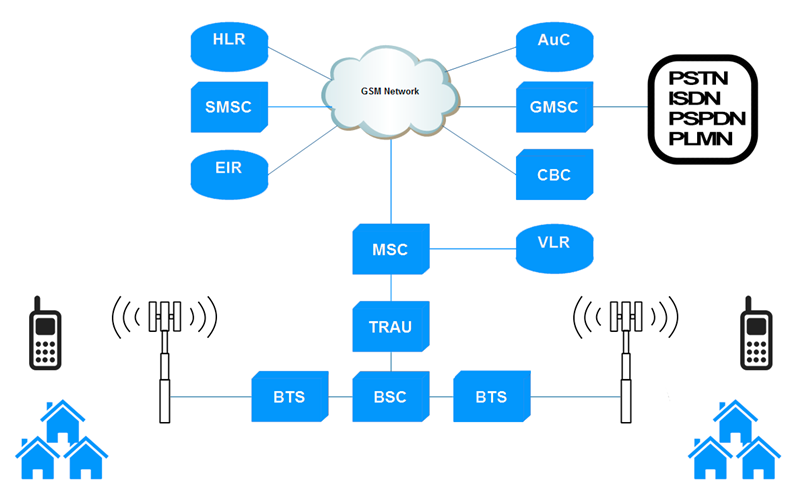 HLR
AuC
GSM Network
PSTN
ISDN
PSPDN
PLMN
SMSC
GMSC
EIR
CBC
MSC
VLR
TRAU
BTS
BSC
BTS